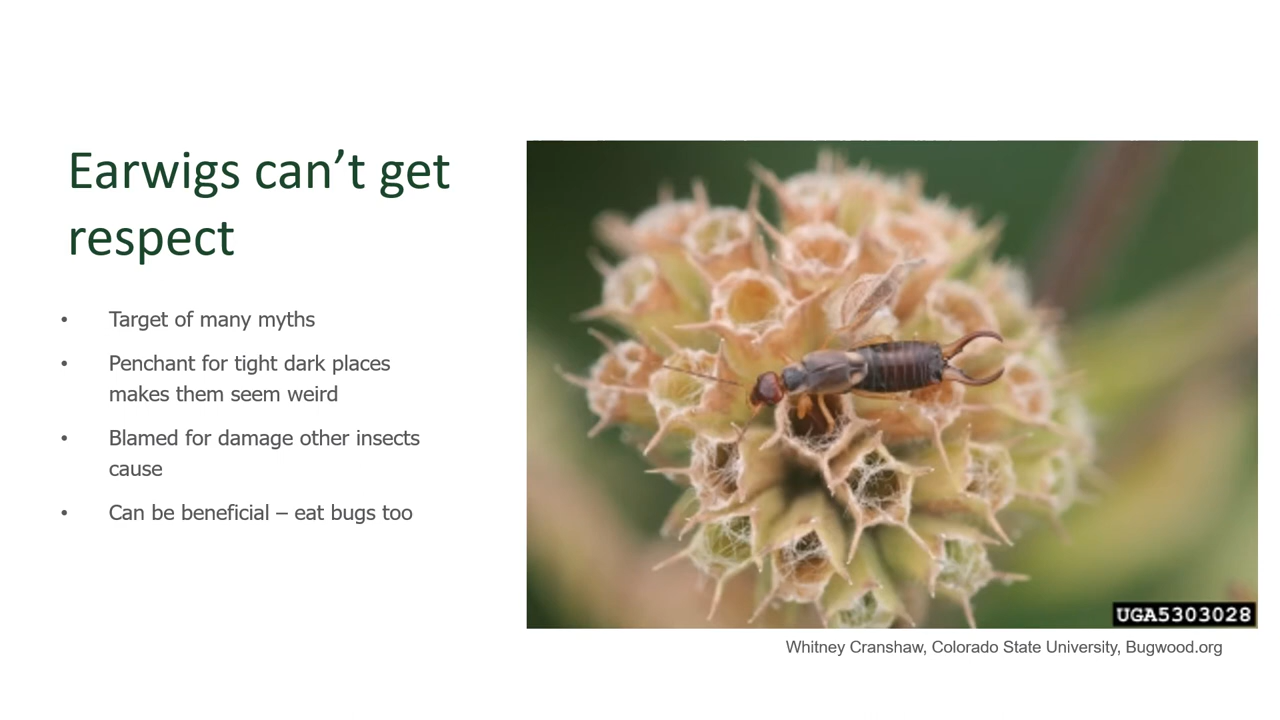 Earwigs can’t get
respect
• Target of many myths
• Penchant for tight dark places
makes them seem weird
• Blamed for damage other insects
cause
• Can be beneficial – eat bugs too
UGA5303028
Whitney Cranshaw, Colorado State University, Bugwood.org